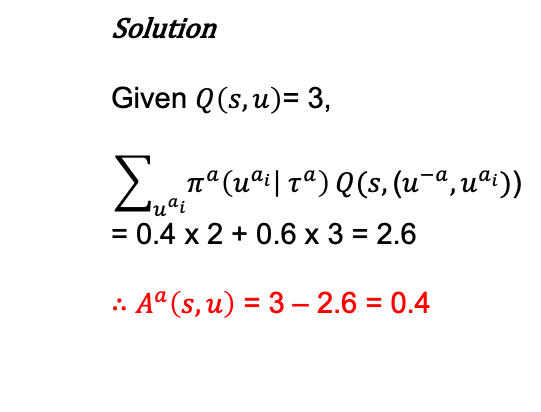 Solution
Given Q(s,u)= 3,
∑_{u^{a_i}} π^a(u^{a_i}| τ^a) Q(s,(u^{-a},u^{a_i}))
= 0.4 x 2 + 0.6 x 3 = 2.6
∴ A^a(s,u) = 3 – 2.6 = 0.4